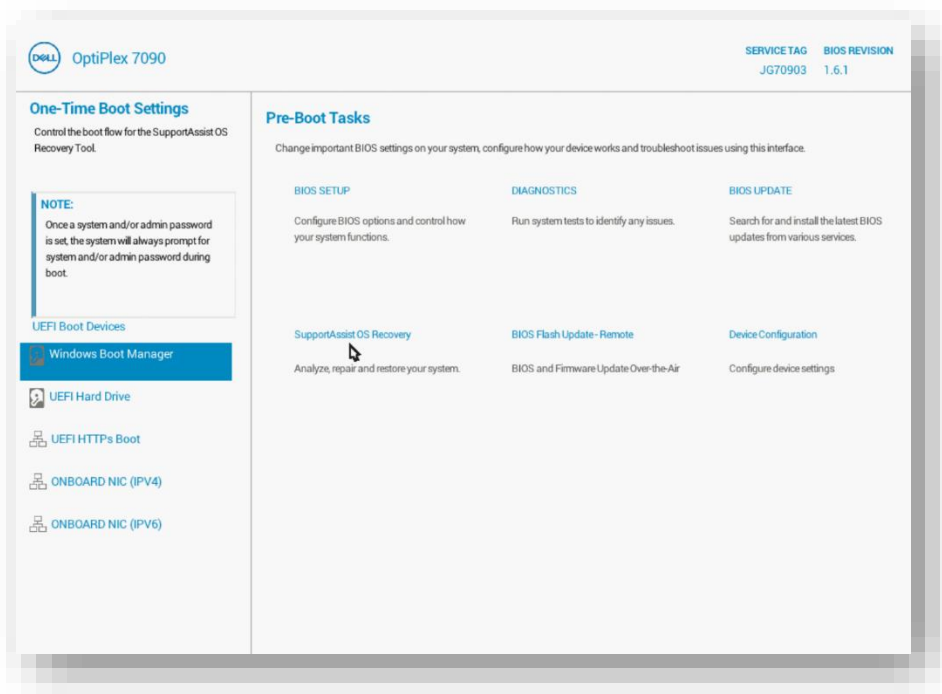 DELL
OptiPlex 7090
SERVICE TAG
JG70903
BIOS REVISION
1.6.1
One-Time Boot Settings
Control the boot flow for the SupportAssist OS
Recovery Tool.
NOTE:
Once a system and/or admin password
is set, the system will always prompt for
system and/or admin password during
boot.
UEFI Boot Devices
Windows Boot Manager
UEFI Hard Drive
UEFI HTTPs Boot
ONBOARD NIC (IPV4)
ONBOARD NIC (IPV6)
Pre-Boot Tasks
Change important BIOS settings on your system, configure how your device works and troubleshoot issues using this interface.
BIOS SETUP
Configure BIOS options and control how
your system functions.
DIAGNOSTICS
Run system tests to identify any issues.
BIOS UPDATE
Search for and install the latest BIOS
updates from various services.
SupportAssist OS Recovery
Analyze, repair and restore your system.
BIOS Flash Update - Remote
BIOS and Firmware Update Over-the-Air
Device Configuration
Configure device settings